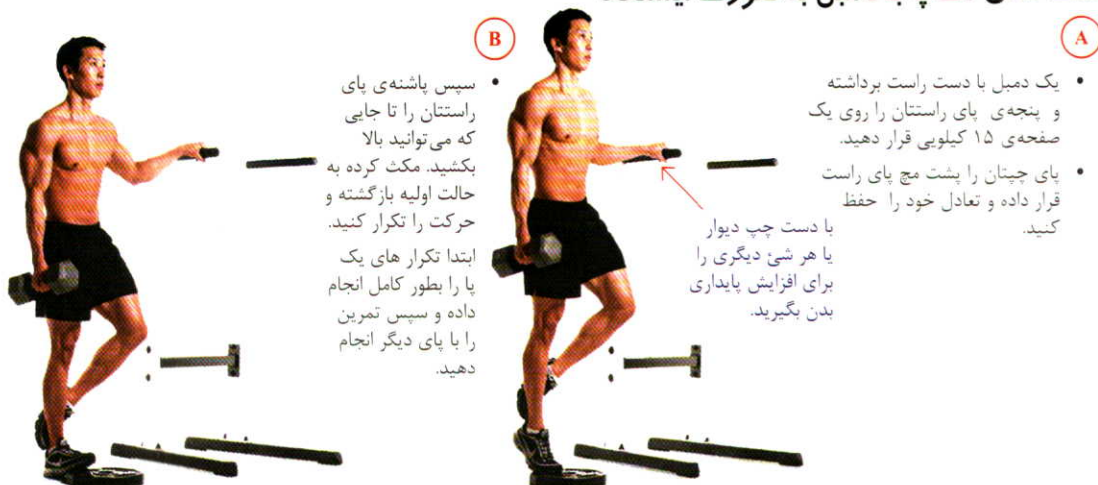 A
• یک دمبل با دست راست برداشته
و پنجه‌ی پای راستتان را روی یک
صفحه‌ی ۱۵ کیلویی قرار دهید.
• پای چپتان را پشت مچ پای راست
قرار داده و تعادل خود را حفظ
کنید.
با دست چپ دیوار
یا هر شئ دیگری را
برای افزایش پایداری
بدن بگیرید.
B
• سپس پاشنه‌ی پای
راستتان را تا جایی
که می‌توانید بالا
بکشید. مکث کرده به
حالت اولیه بازگشته و
حرکت را تکرار کنید.
ابتدا تکرار های یک
پا را بطور کامل انجام
داده و سپس تمرین
را با پای دیگر انجام
دهید.